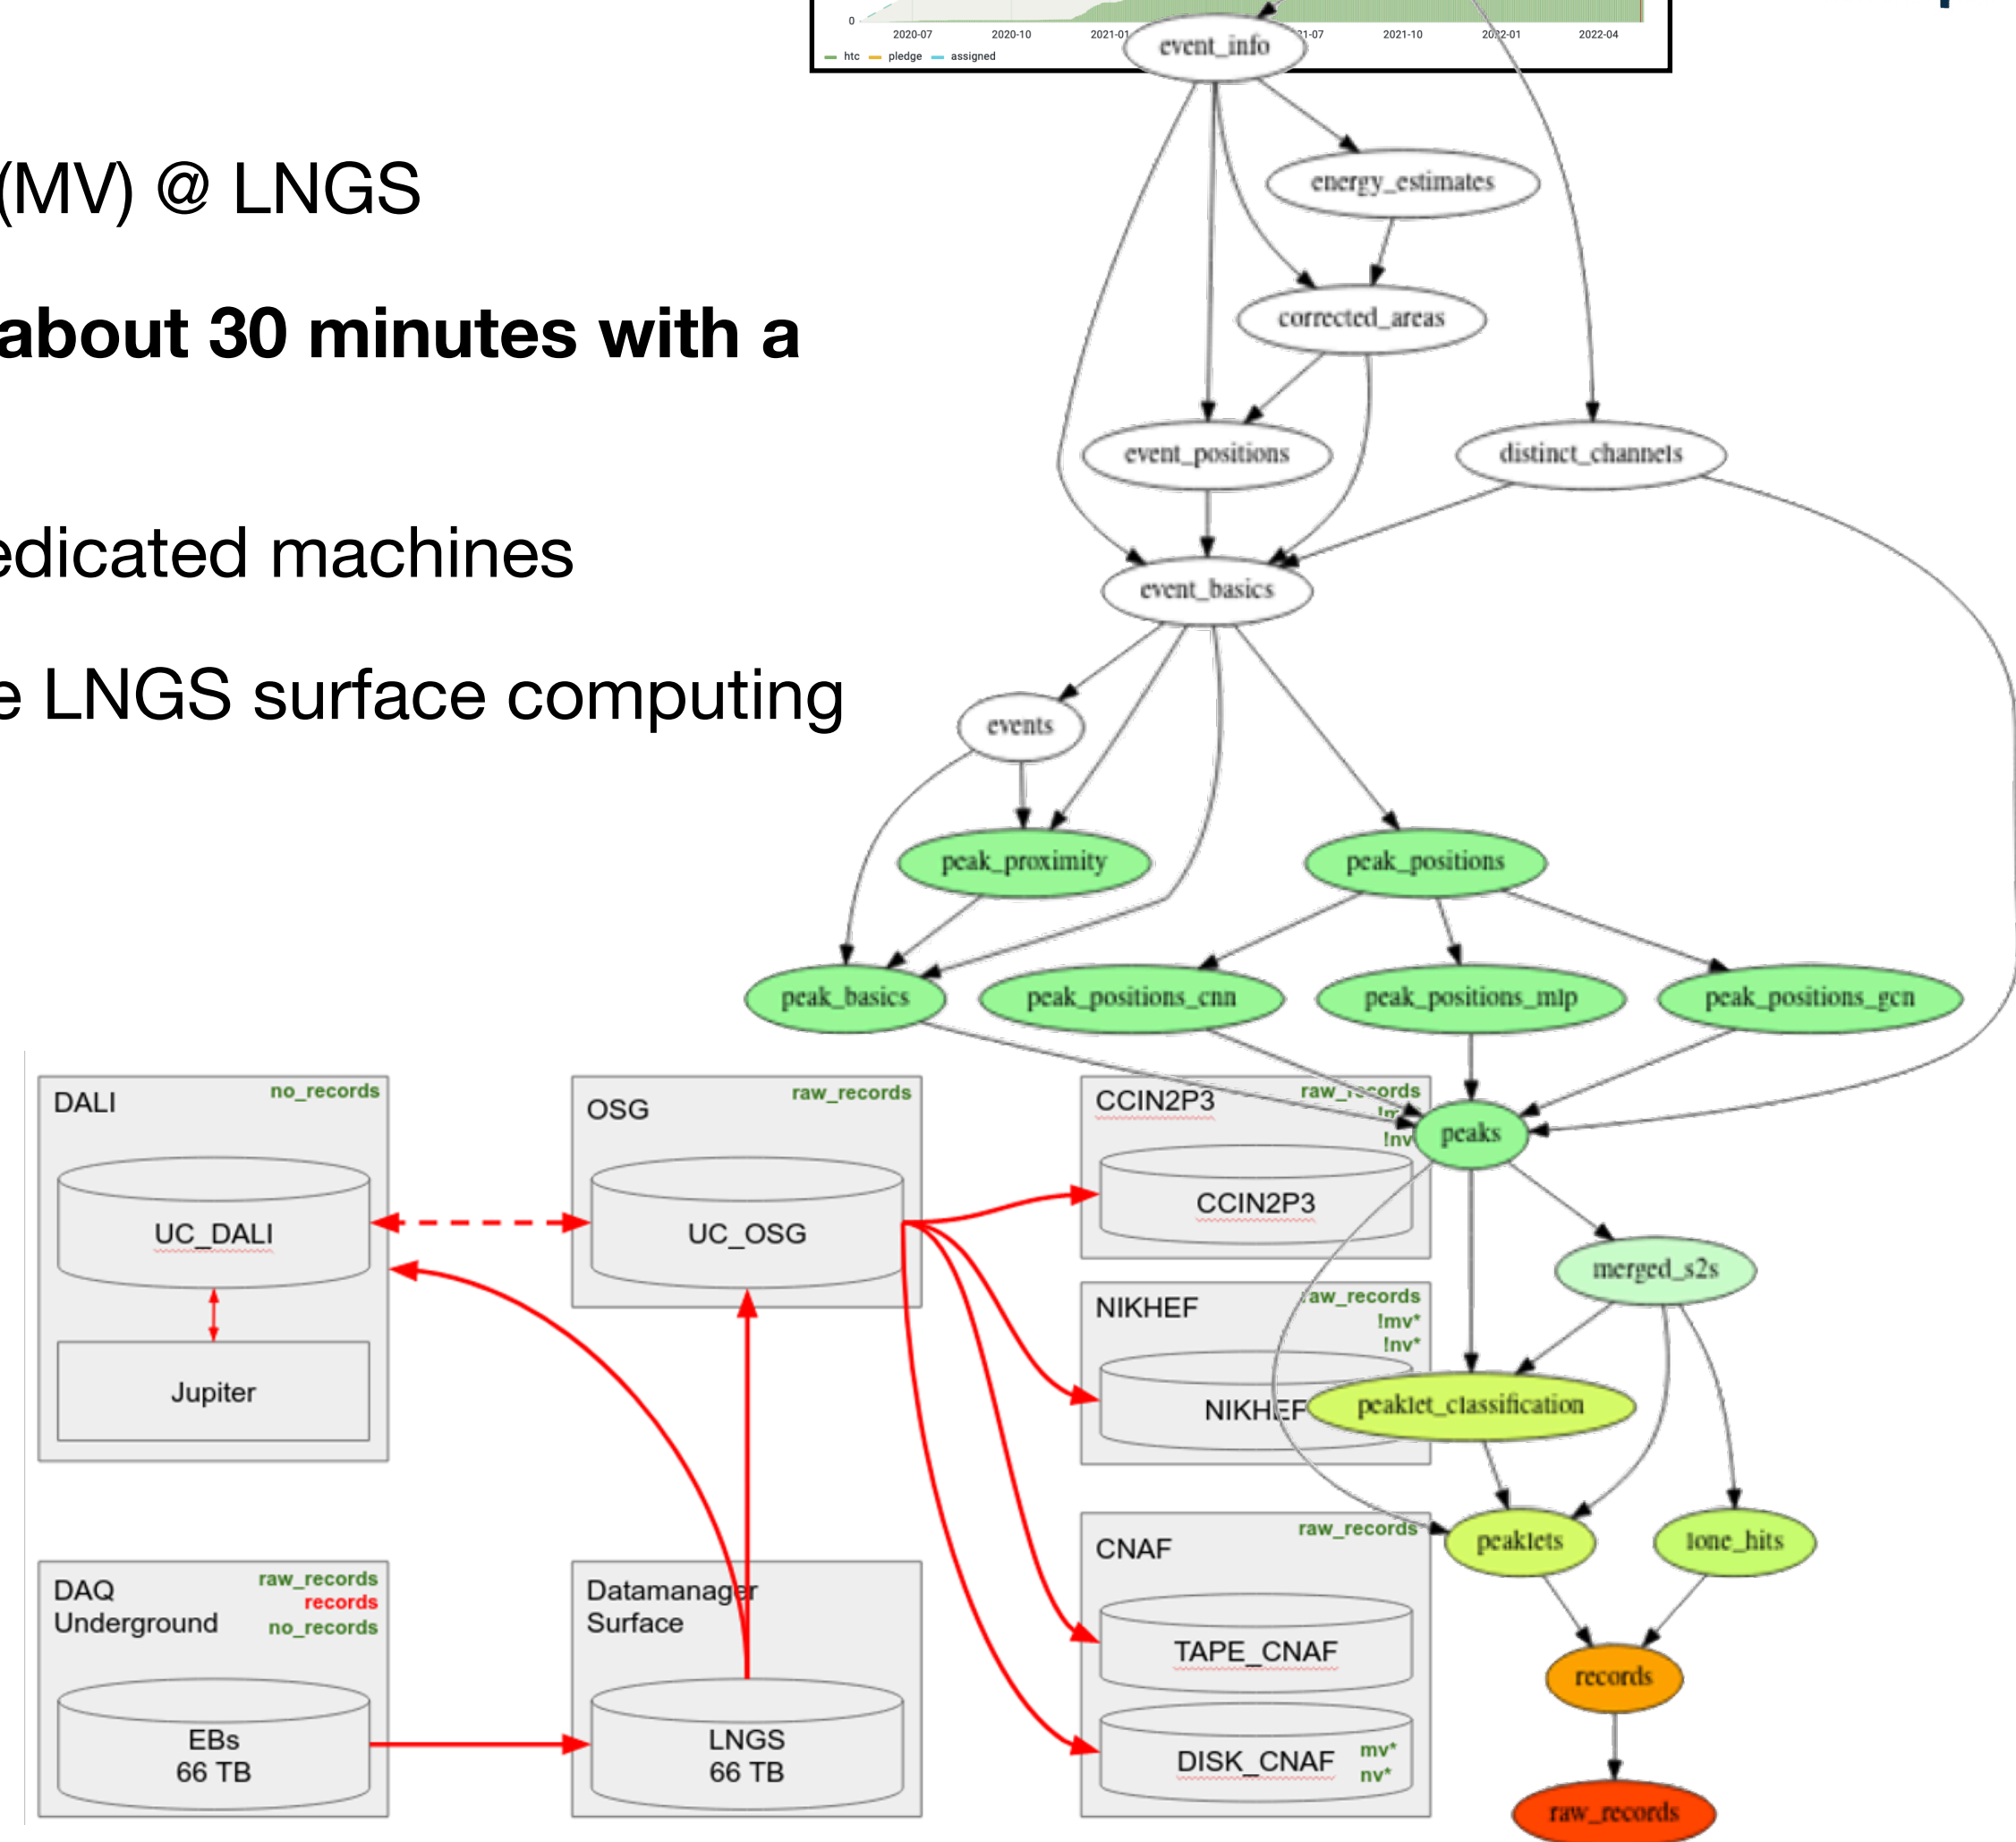 0
2020-07 2020-10 2021-01 2021-10 2022-01 2022-04
htc pledge assigned
event_info
(MV) @ LNGS
energy_estimates
corrected_areas
about 30 minutes with a
event_positions
distinct_channels
edicated machines
event_basics
e LNGS surface computing
events
peak_proximity
peak_positions
peak_basics
peak_positions_cnn
peak_positions_mlp
peak_positions_gcn
DALI
no_records
UC_DALI
Jupiter
OSG
raw_records
UC_OSG
CCIN2P3
raw_records
!nv
CCIN2P3
peaks
merged_s2s
NIKHEF
raw_records
!mv*
!nv*
NIKHEF
peaklet_classification
peaklets
lone_hits
DAQ
Underground
raw_records
records
no_records
EBs
66 TB
Datamanager
Surface
LNGS
66 TB
CNAF
raw_records
TAPE_CNAF
DISK_CNAF
mv*
nv*
records
raw_records